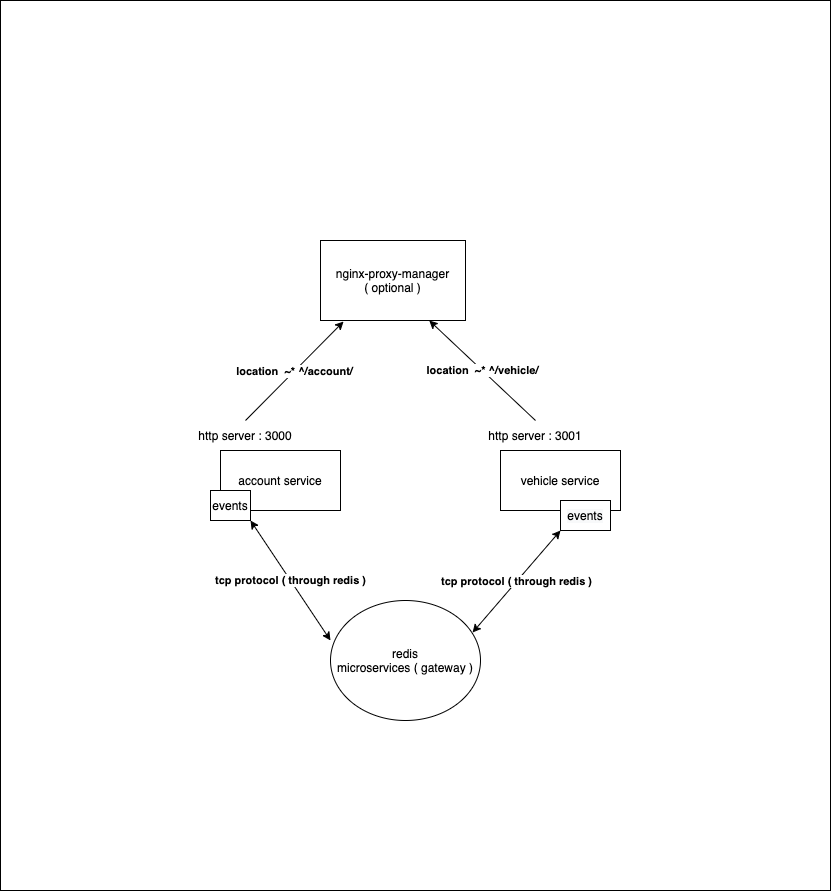 nginx-proxy-manager
( optional )
location  ~* ^/account/
location  ~* ^/vehicle/
http server : 3000
http server : 3001
account service
vehicle service
events
events
tcp protocol ( through redis )
tcp protocol ( through redis )
redis
microservices ( gateway )